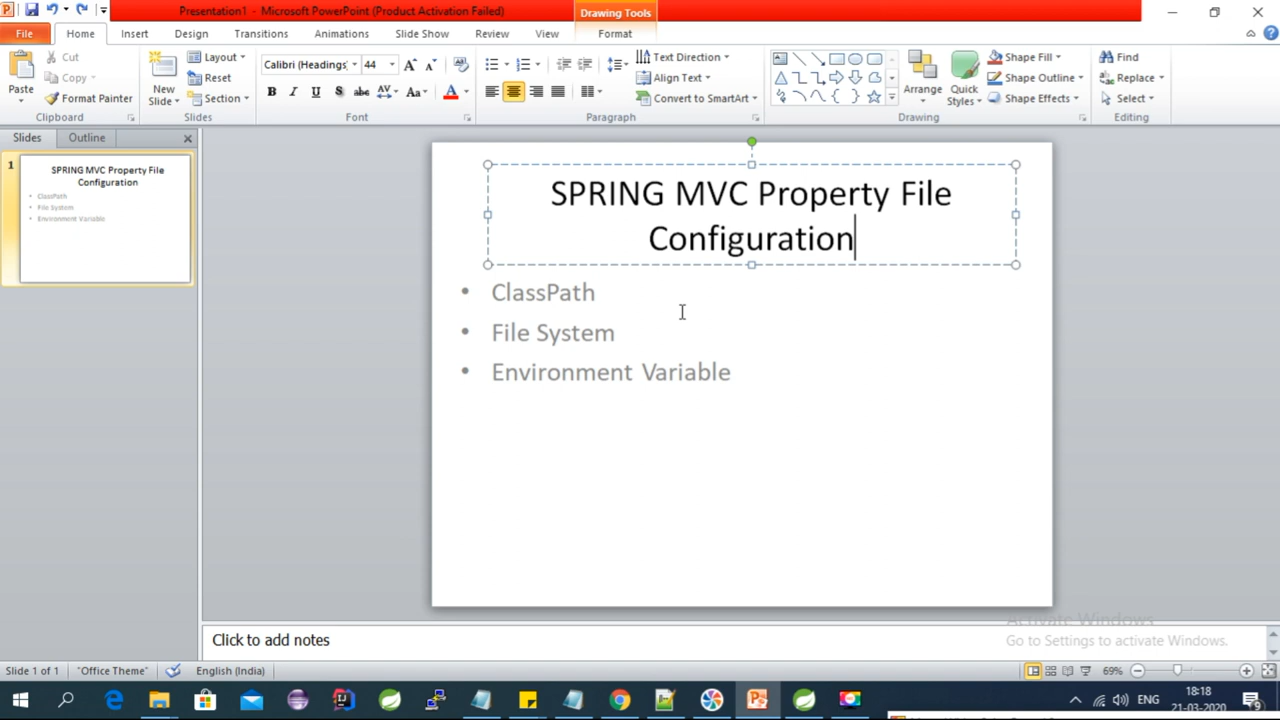 Presentation1 - Microsoft PowerPoint (Product Activation Failed)
Drawing Tools
File Home Insert Design Transitions Animations Slide Show Review View Format
Cut
Copy
Format Painter
Paste
Clipboard
New Slide
Layout
Reset
Section
Slides
Calibri (Headings) 44
B I U S abc AV Aa A
Font
Text Direction
Align Text
Convert to SmartArt
Paragraph
Arrange
Quick Styles
Shape Fill
Shape Outline
Shape Effects
Drawing
Find
Replace
Select
Editing
Slides Outline
1
SPRING MVC Property File
Configuration
ClassPath
File System
Environment Variable
SPRING MVC Property File
Configuration
• ClassPath
• File System
• Environment Variable
Click to add notes
Activate Windows
Go to Settings to activate Windows.
Slide 1 of 1 "Office Theme" English (India) 69%
ENG 18:18
21-03-2020
9